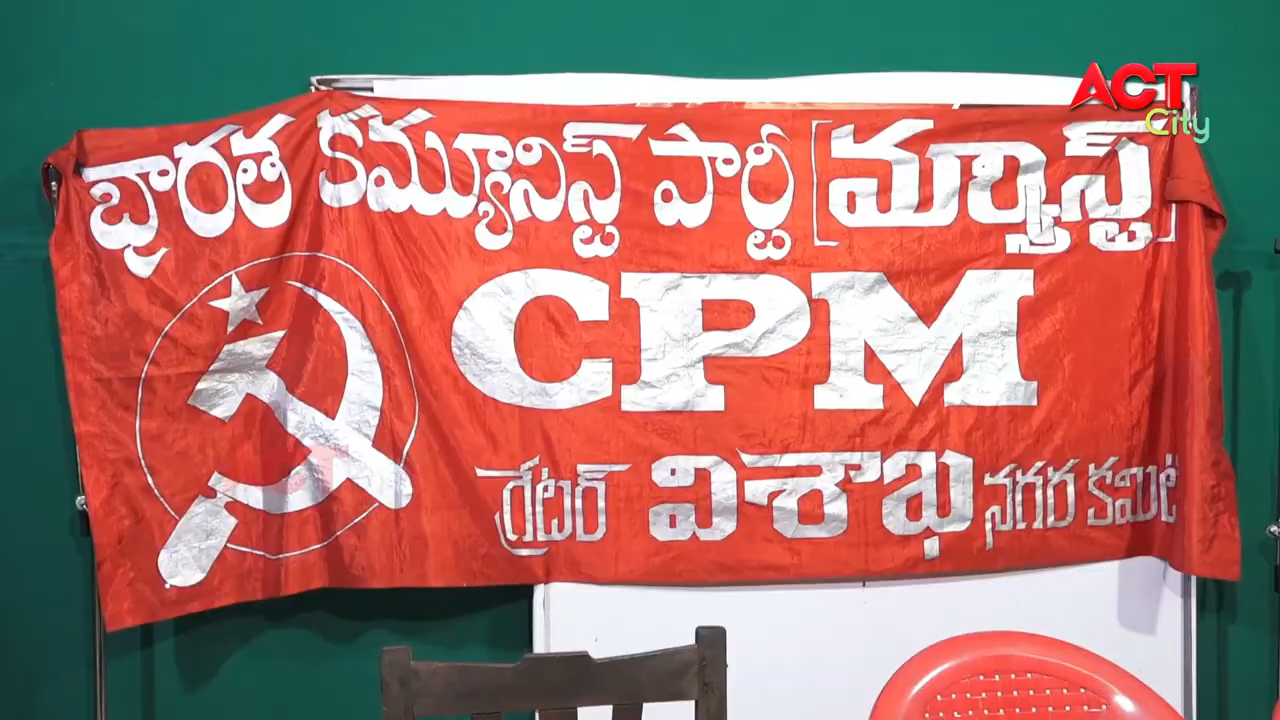 ACT
City
భారత కమ్యూనిస్ట్ పార్టీ [మార్క్సిస్ట్]
CPM
గ్రేటర్ విశాఖ నగర కమిటీ